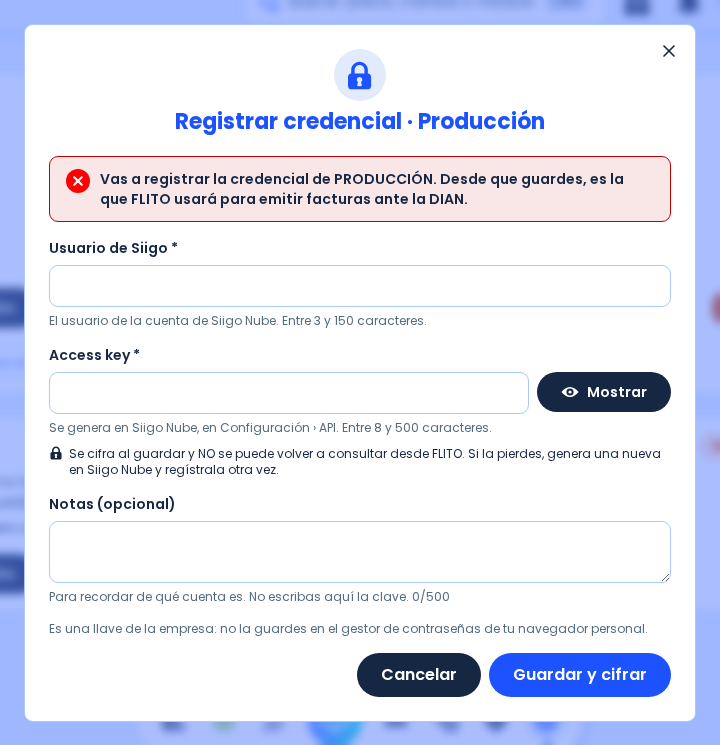 Registrar credencial · Producción
Vas a registrar la credencial de PRODUCCIÓN. Desde que guardes, es la
que FLITO usará para emitir facturas ante la DIAN.
Usuario de Siigo *
El usuario de la cuenta de Siigo Nube. Entre 3 y 150 caracteres.
Access key *
Mostrar
Se genera en Siigo Nube, en Configuración › API. Entre 8 y 500 caracteres.
Se cifra al guardar y NO se puede volver a consultar desde FLITO. Si la pierdes, genera una nueva
en Siigo Nube y regístrala otra vez.
Notas (opcional)
Para recordar de qué cuenta es. No escribas aquí la clave. 0/500
Es una llave de la empresa: no la guardes en el gestor de contraseñas de tu navegador personal.
Cancelar
Guardar y cifrar